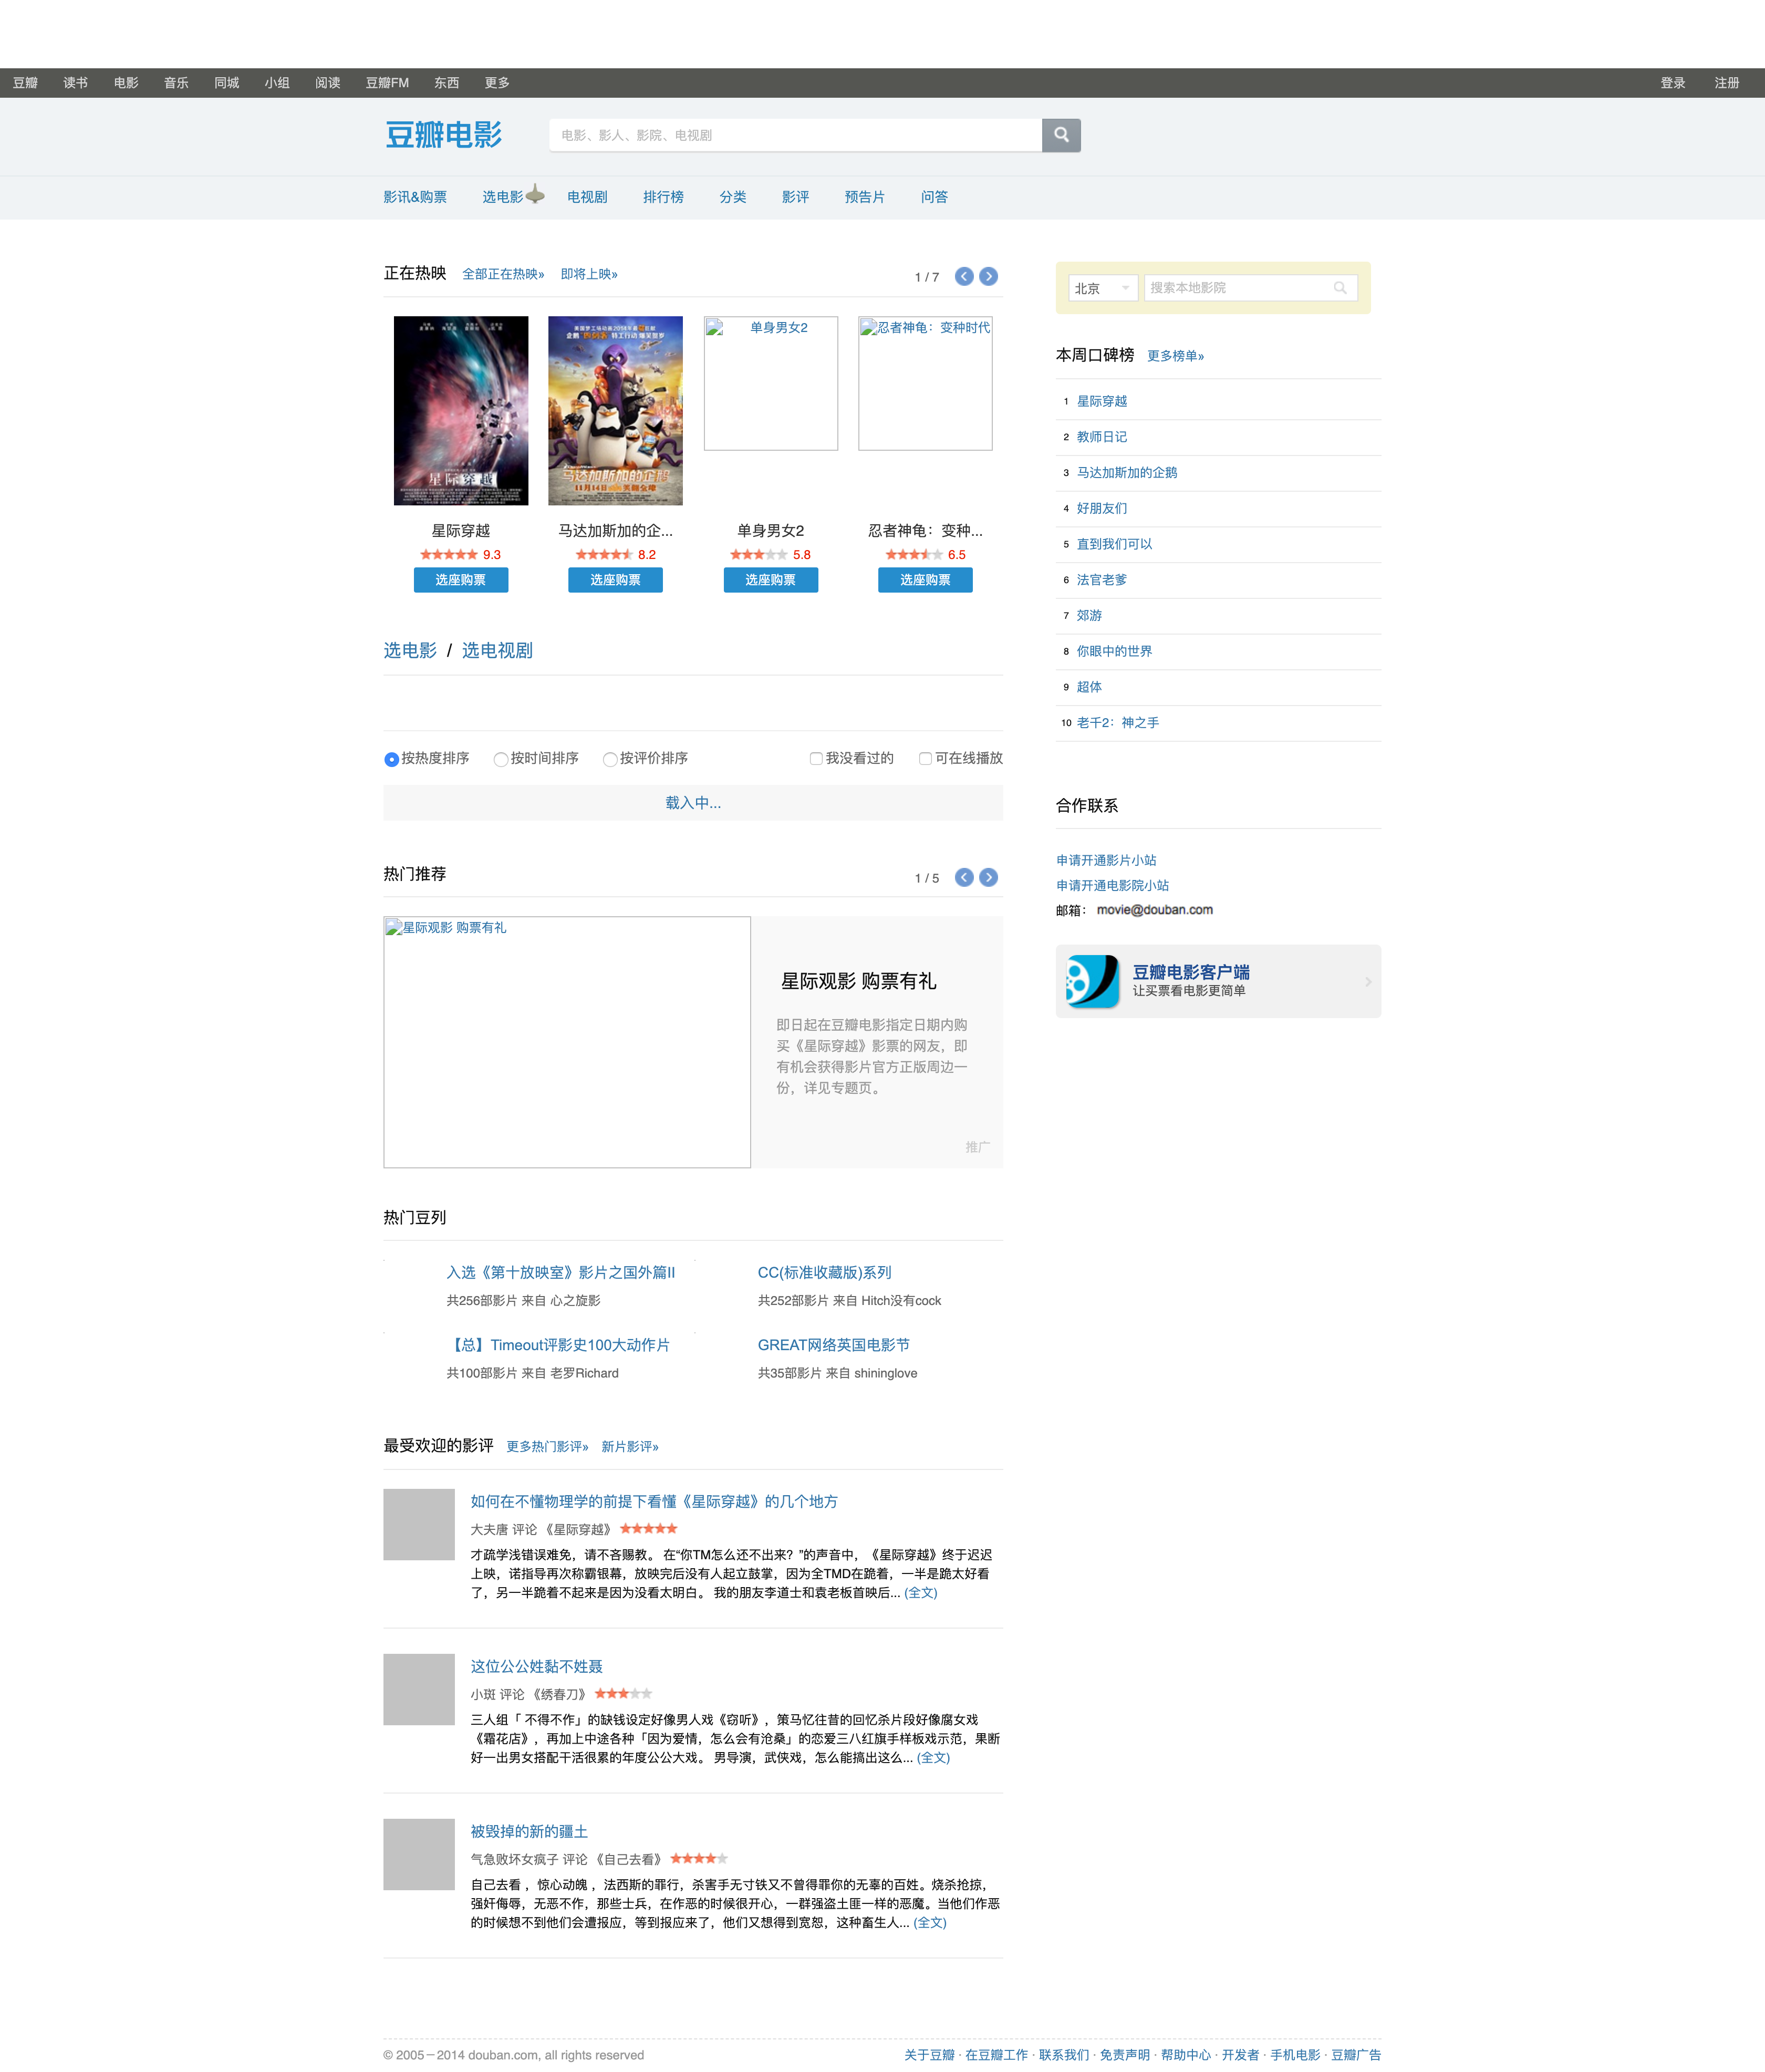 豆瓣 读书 电影 音乐 同城 小组 阅读 豆瓣FM 东西 更多 登录 注册
豆瓣电影
电影、影人、影院、电视剧
影讯&购票 选电影 电视剧 排行榜 分类 影评 预告片 问答
正在热映 全部正在热映» 即将上映» 1 / 7
星际穿越
马达加斯加的企鹅
11月14日
单身男女2
忍者神龟：变种时代
星际穿越 马达加斯加的企... 单身男女2 忍者神龟：变种...
9.3 8.2 5.8 6.5
选座购票 选座购票 选座购票 选座购票
选电影 / 选电视剧
按热度排序 按时间排序 按评价排序 我没看过的 可在线播放
载入中...
热门推荐 1 / 5
星际观影 购票有礼
星际观影 购票有礼
即日起在豆瓣电影指定日期内购
买《星际穿越》影票的网友，即
有机会获得影片官方正版周边一
份，详见专题页。
推广
热门豆列
入选《第十放映室》影片之国外篇II
共256部影片 来自 心之旋影
CC(标准收藏版)系列
共252部影片 来自 Hitch没有cock
【总】Timeout评影史100大动作片
共100部影片 来自 老罗Richard
GREAT网络英国电影节
共35部影片 来自 shininglove
最受欢迎的影评 更多热门影评» 新片影评»
如何在不懂物理学的前提下看懂《星际穿越》的几个地方
大夫唐 评论 《星际穿越》
才疏学浅错误难免，请不吝赐教。 在“你TM怎么还不出来？”的声音中，《星际穿越》终于迟迟
上映，诺指导再次称霸银幕，放映完后没有人起立鼓掌，因为全TMD在跪着，一半是跪太好看
了，另一半跪着不起来是因为没看太明白。 我的朋友李道士和袁老板首映后... (全文)
这位公公姓黏不姓聂
小斑 评论 《绣春刀》
三人组「 不得不作」的缺钱设定好像男人戏《窃听》，策马忆往昔的回忆杀片段好像腐女戏
《霜花店》，再加上中途各种「因为爱情，怎么会有沧桑」的恋爱三八红旗手样板戏示范，果断
好一出男女搭配干活很累的年度公公大戏。 男导演，武侠戏，怎么能搞出这么... (全文)
被毁掉的新的疆土
气急败坏女疯子 评论 《自己去看》
自己去看 ，惊心动魄 ，法西斯的罪行，杀害手无寸铁又不曾得罪你的无辜的百姓。烧杀抢掠，
强奸侮辱，无恶不作，那些士兵，在作恶的时候很开心，一群强盗土匪一样的恶魔。当他们作恶
的时候想不到他们会遭报应，等到报应来了，他们又想得到宽恕，这种畜生人... (全文)
北京 搜索本地影院
本周口碑榜 更多榜单»
1 星际穿越
2 教师日记
3 马达加斯加的企鹅
4 好朋友们
5 直到我们可以
6 法官老爹
7 郊游
8 你眼中的世界
9 超体
10 老千2：神之手
合作联系
申请开通影片小站
申请开通电影院小站
邮箱： movie@douban.com
豆瓣电影客户端
让买票看电影更简单
© 2005－2014 douban.com, all rights reserved 关于豆瓣 · 在豆瓣工作 · 联系我们 · 免责声明 · 帮助中心 · 开发者 · 手机电影 · 豆瓣广告